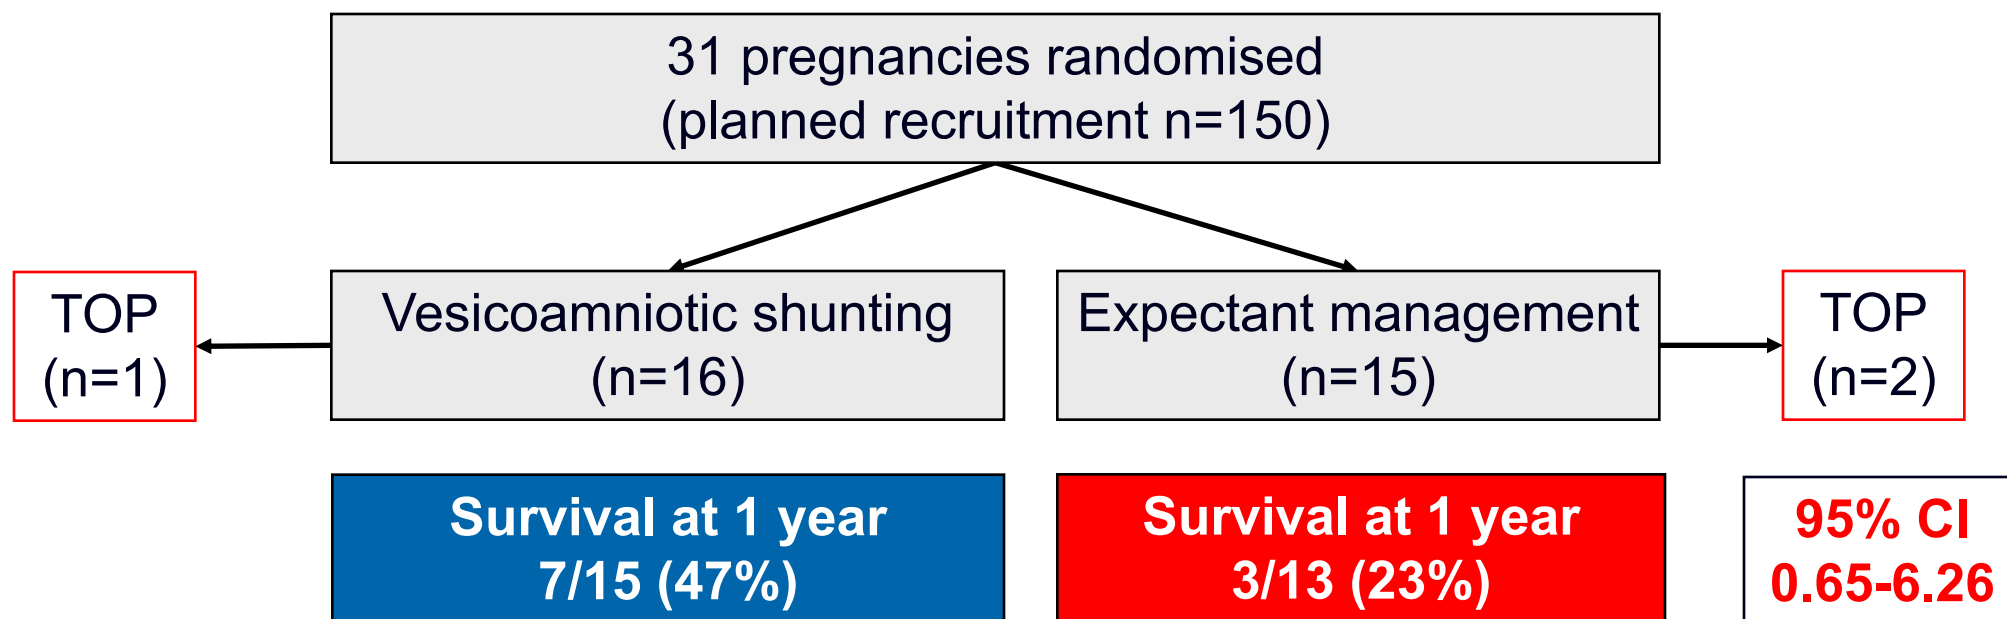 31 pregnancies randomised
(planned recruitment n=150)
TOP
(n=1)
Vesicoamniotic shunting
(n=16)
Expectant management
(n=15)
TOP
(n=2)
Survival at 1 year
7/15 (47%)
Survival at 1 year
3/13 (23%)
95% CI
0.65-6.26